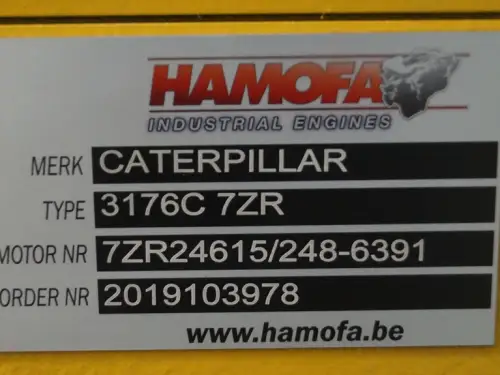 HAMOFA
INDUSTRIAL ENGINES
MERK CATERPILLAR
TYPE 3176C 7ZR
MOTOR NR 7ZR24615/248-6391
ORDER NR 2019103978
www.hamofa.be